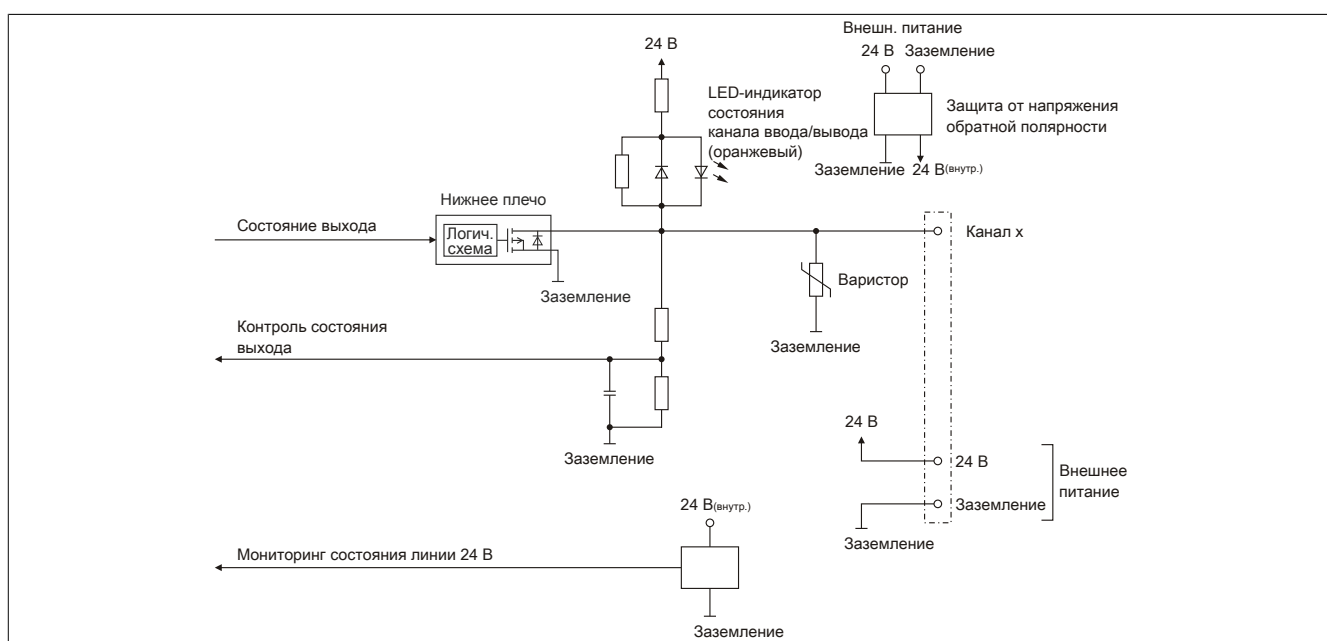 Внешн. питание
24 В Заземление
24 В
LED-индикатор
состояния
канала ввода/вывода
(оранжевый)
Защита от напряжения
обратной полярности
Заземление 24 В(внутр.)
Нижнее плечо
Состояние выхода
Логич.
схема
Канал x
Заземление
Варистор
Контроль состояния
выхода
Заземление
24 В
Заземление
24 В
Внешнее
питание
Заземление
24 В(внутр.)
Заземление
Мониторинг состояния линии 24 В
Заземление